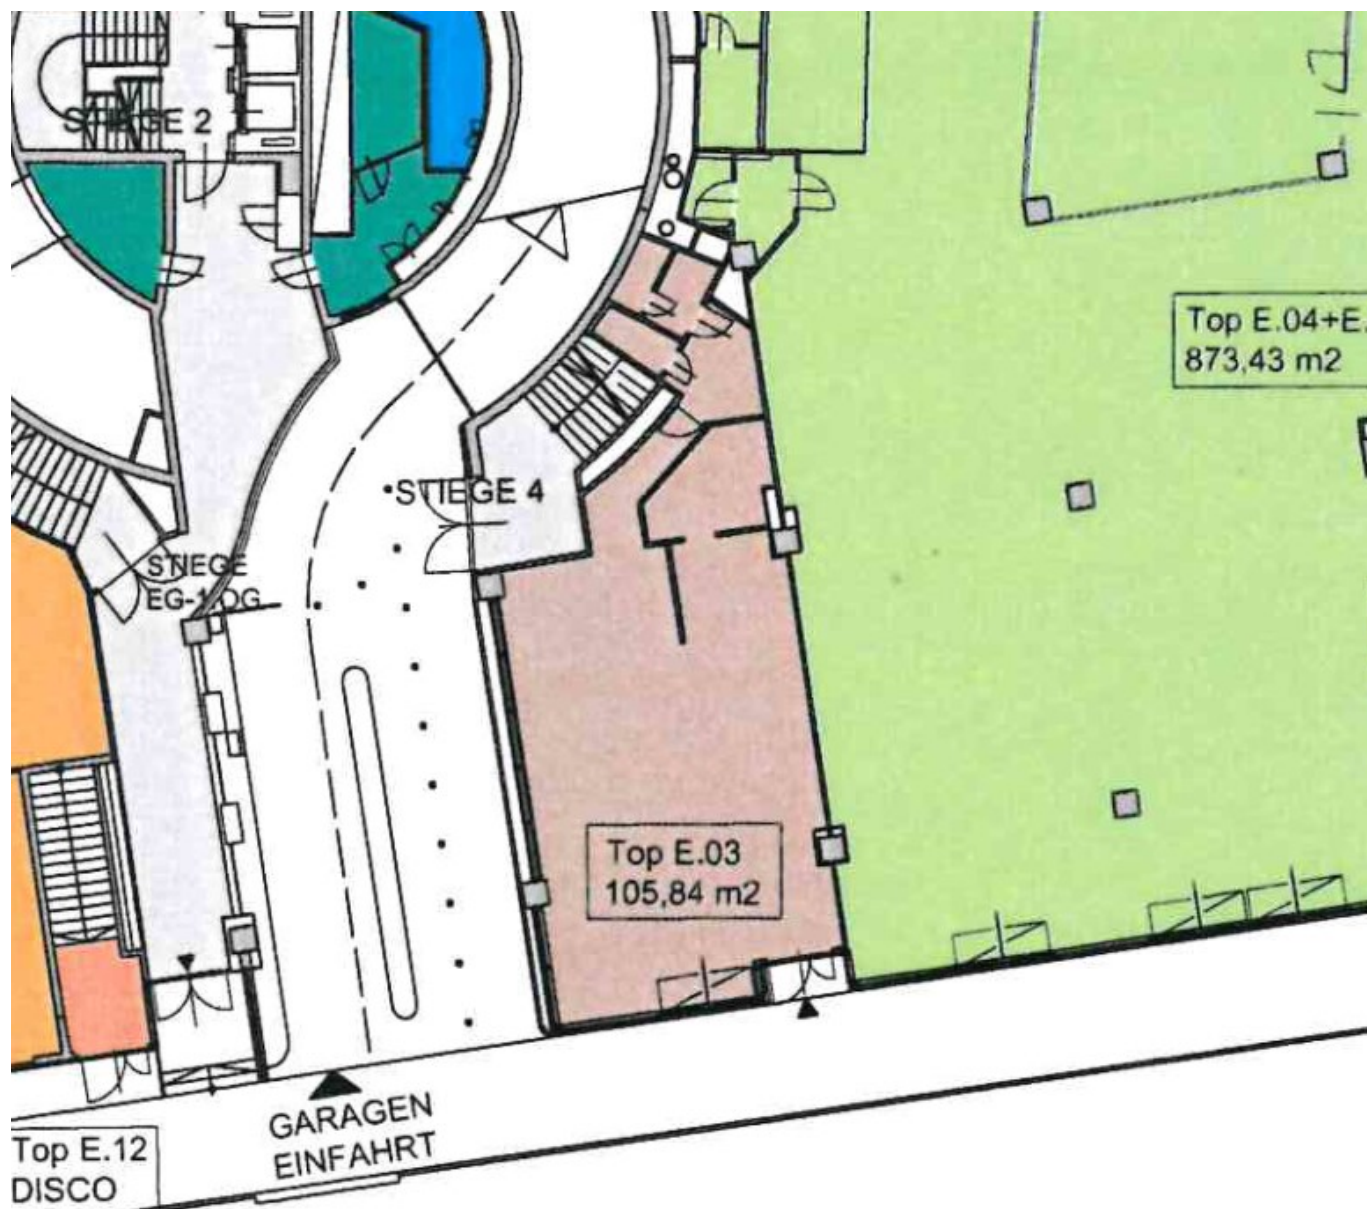 STIEGE 2
Top E.04+E.
873,43 m2
STIEGE 4
STIEGE
EG-1.OG
Top E.03
105,84 m2
GARAGEN
EINFAHRT
Top E.12
DISCO